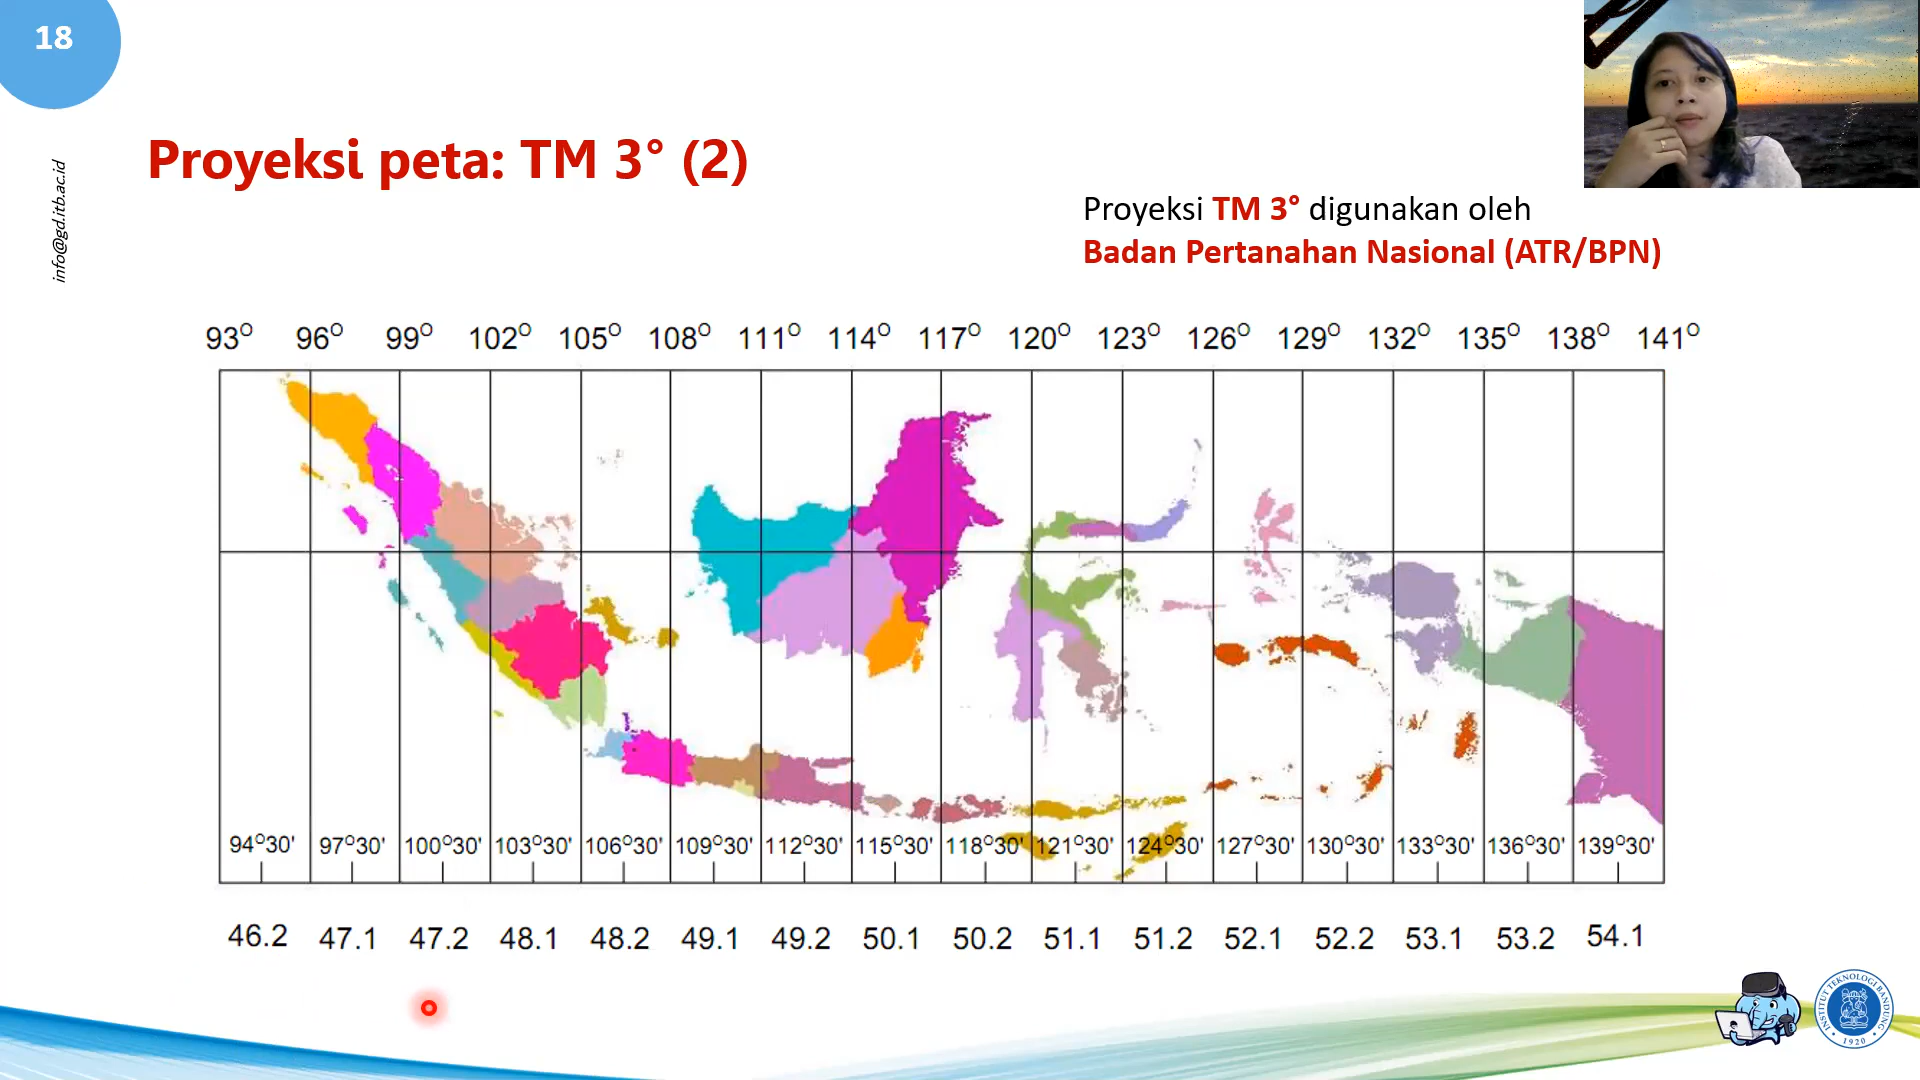 18
info@gd.itb.ac.id
Proyeksi peta: TM 3° (2)
Proyeksi TM 3° digunakan oleh
Badan Pertanahan Nasional (ATR/BPN)
93° 96° 99° 102° 105° 108° 111° 114° 117° 120° 123° 126° 129° 132° 135° 138° 141°
94°30' 97°30' 100°30' 103°30' 106°30' 109°30' 112°30' 115°30' 118°30' 121°30' 124°30' 127°30' 130°30' 133°30' 136°30' 139°30'
46.2 47.1 47.2 48.1 48.2 49.1 49.2 50.1 50.2 51.1 51.2 52.1 52.2 53.1 53.2 54.1
INSTITUT TEKNOLOGI BANDUNG
1920